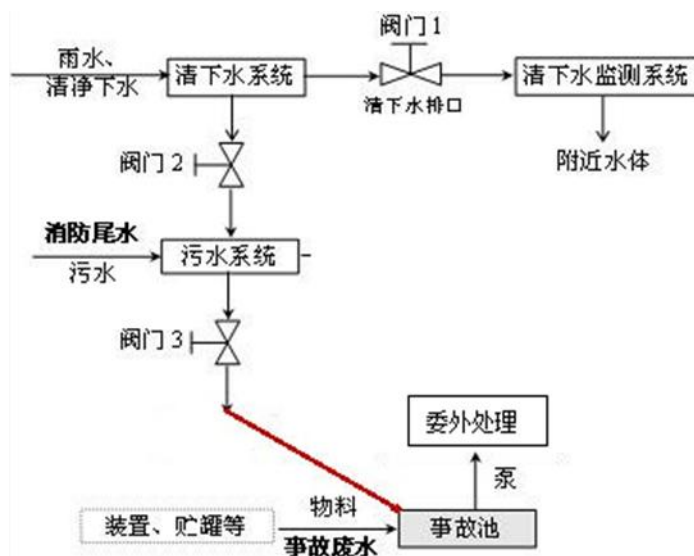 阀门 1
雨水、
清净下水
清下水系统
清下水监测系统
清下水排口
附近水体
阀门 2
消防尾水
污水
污水系统
阀门 3
委外处理
泵
装置、贮罐等
物料
事故废水
事故池